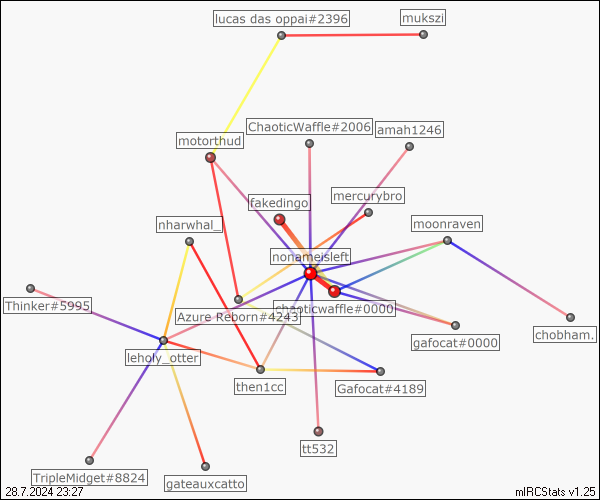 lucas das oppai#2396
mukszi
ChaoticWaffle#2006
amah1246
motorthud
mercurybro
fakedingo
nharwhal_
moonraven
nonameisleft
Thinker#5995
chaoticwaffle#0000
Azure Reborn#4243
chobham.
gafocat#0000
leholy_otter
then1cc
Gafocat#4189
tt532
TripleMidget#8824
gateauxcatto
28.7.2024 23:27
mIRCStats v1.25